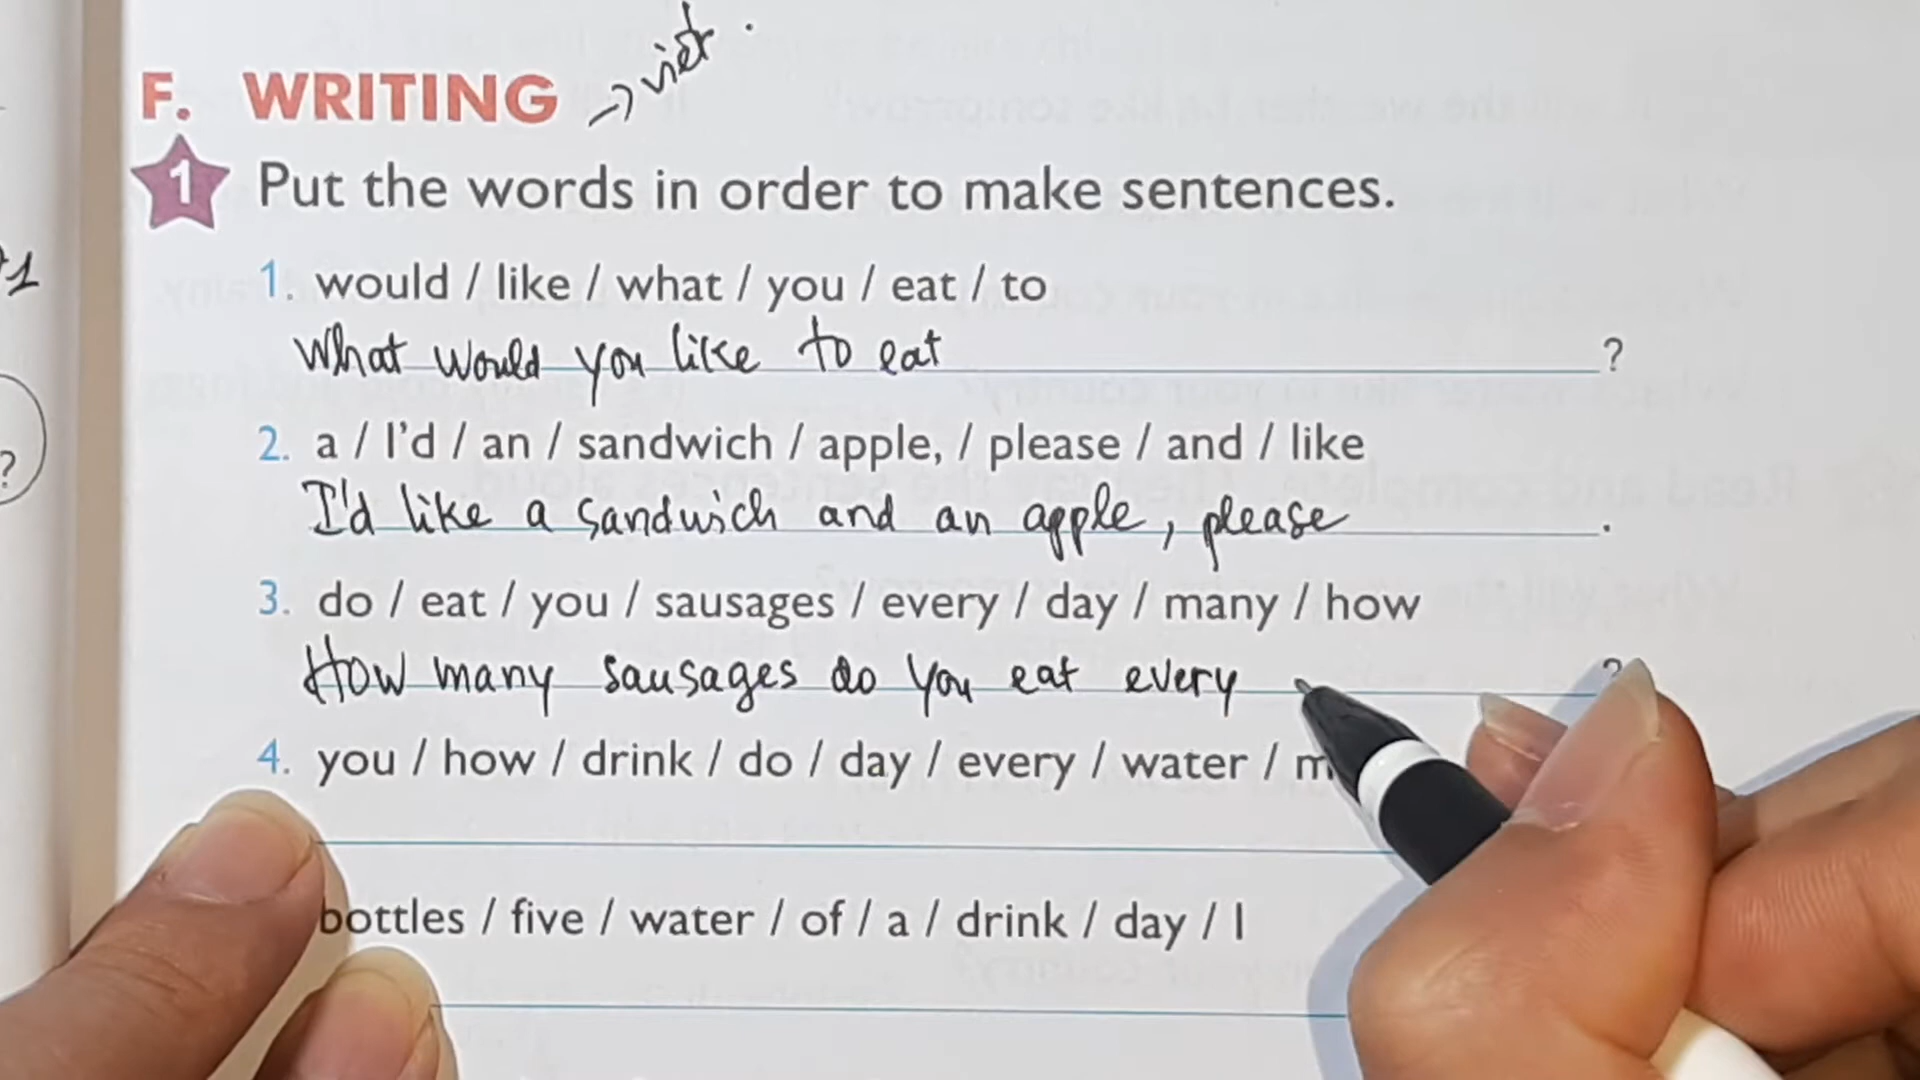 F. WRITING → viết.
1 Put the words in order to make sentences.
1. would / like / what / you / eat / to
What would you like to eat ?
2. a / I'd / an / sandwich / apple, / please / and / like
I'd like a sandwich and an apple, please .
3. do / eat / you / sausages / every / day / many / how
How many sausages do you eat every ?
4. you / how / drink / do / day / every / water /
bottles / five / water / of / a / drink / day / I